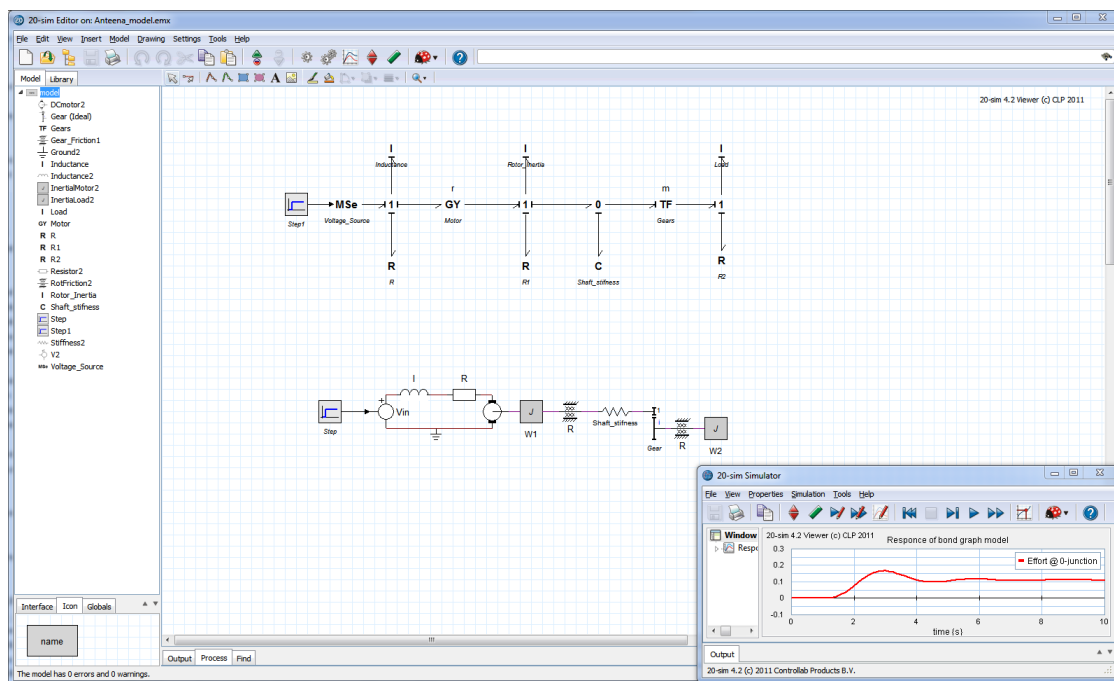 20-sim Editor on: Anteena_model.emx
File Edit View Insert Model Drawing Settings Tools Help
Model Library
model
DCmotor2
Gear (Ideal)
TF Gears
Gear_Friction1
Ground2
I Inductance
Inductance2
J InertialMotor2
J InertiaLoad2
I Load
GY Motor
R R
R R1
R R2
Resistor2
RotFriction2
I Rotor_Inertia
C Shaft_stifness
Step
Step1
Stiffness2
V2
MSe Voltage_Source
Interface Icon Globals
name
20-sim 4.2 Viewer (c) CLP 2011
I I I
Inductance Rotor_Inertia Load
r m
MSe 1 GY 1 0 TF 1
Step1 Voltage_Source Motor Gears
R R C R
R R1 Shaft_stifness R2
I R
Vin J 1 i J
Step W1 R Shaft_stifness Gear R W2
Output Process Find
The model has 0 errors and 0 warnings.
20-sim Simulator
File View Properties Simulation Tools Help
Window
Respo
20-sim 4.2 Viewer (c) CLP 2011
Responce of bond graph model
Effort @ 0-junction
0.3
0.2
0.1
0
-0.1
0 2 4 6 8 10
time (s)
Output
20-sim 4.2 (c) 2011 Controllab Products B.V.